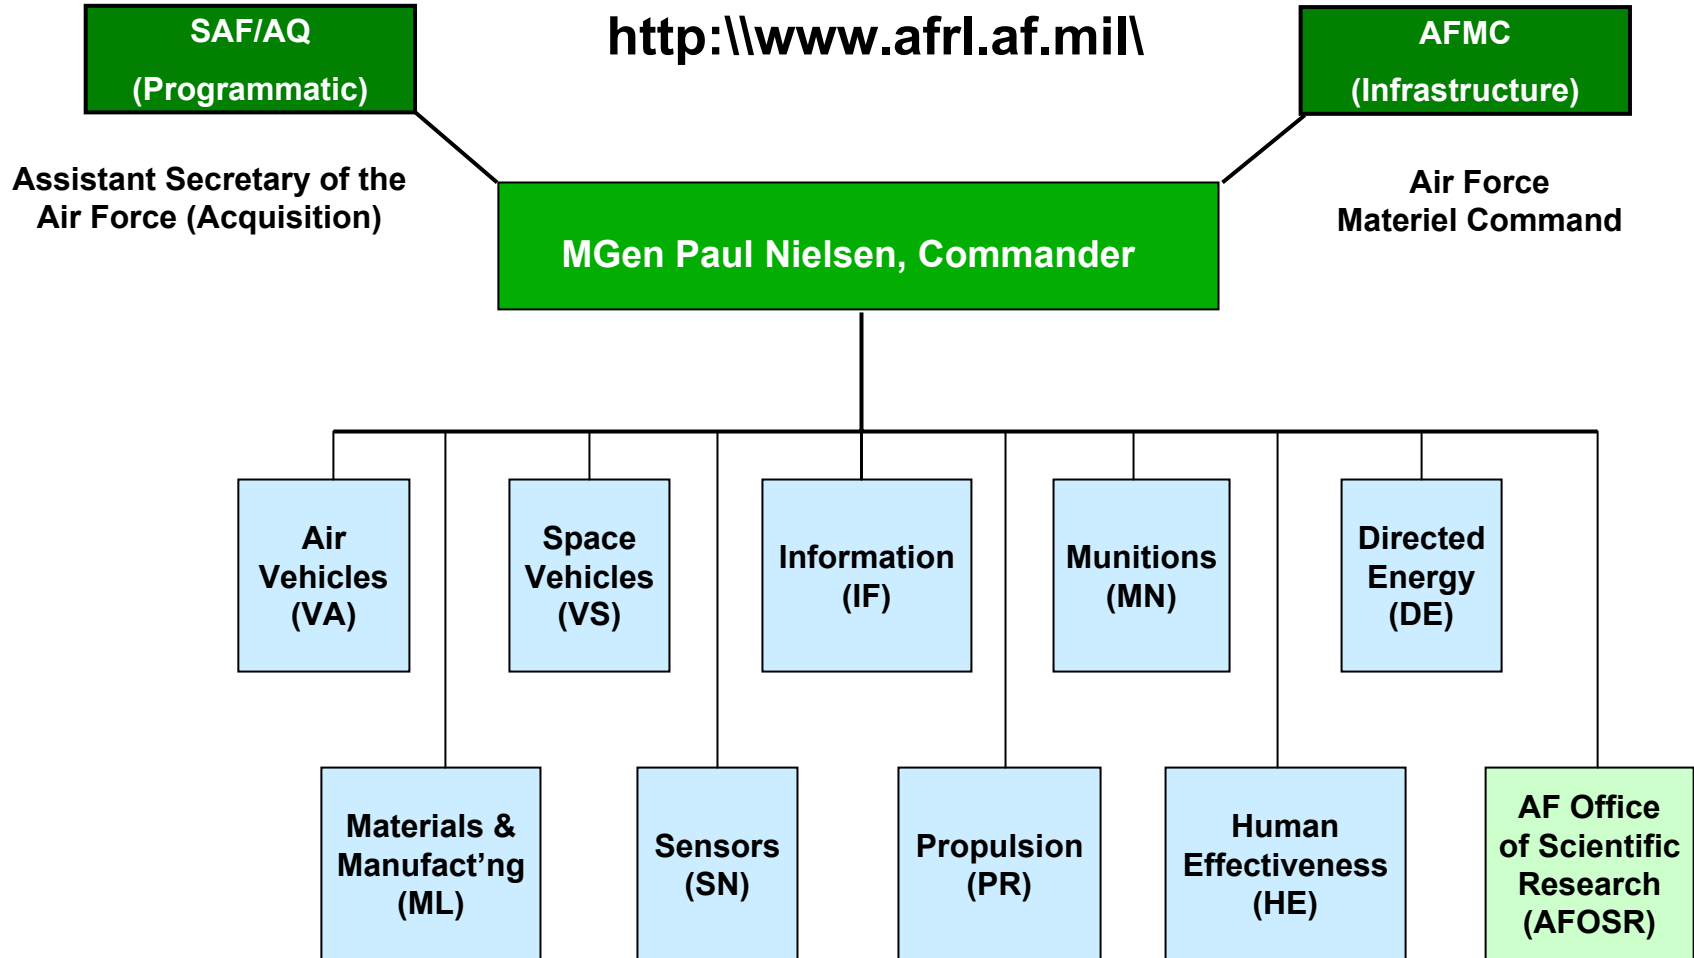 SAF/AQ
(Programmatic)
http:\\www.afrl.af.mil\
AFMC
(Infrastructure)
Assistant Secretary of the
Air Force (Acquisition)
Air Force
Materiel Command
MGen Paul Nielsen, Commander
Air
Vehicles
(VA)
Space
Vehicles
(VS)
Information
(IF)
Munitions
(MN)
Directed
Energy
(DE)
Materials &
Manufact’ng
(ML)
Sensors
(SN)
Propulsion
(PR)
Human
Effectiveness
(HE)
AF Office
of Scientific
Research
(AFOSR)